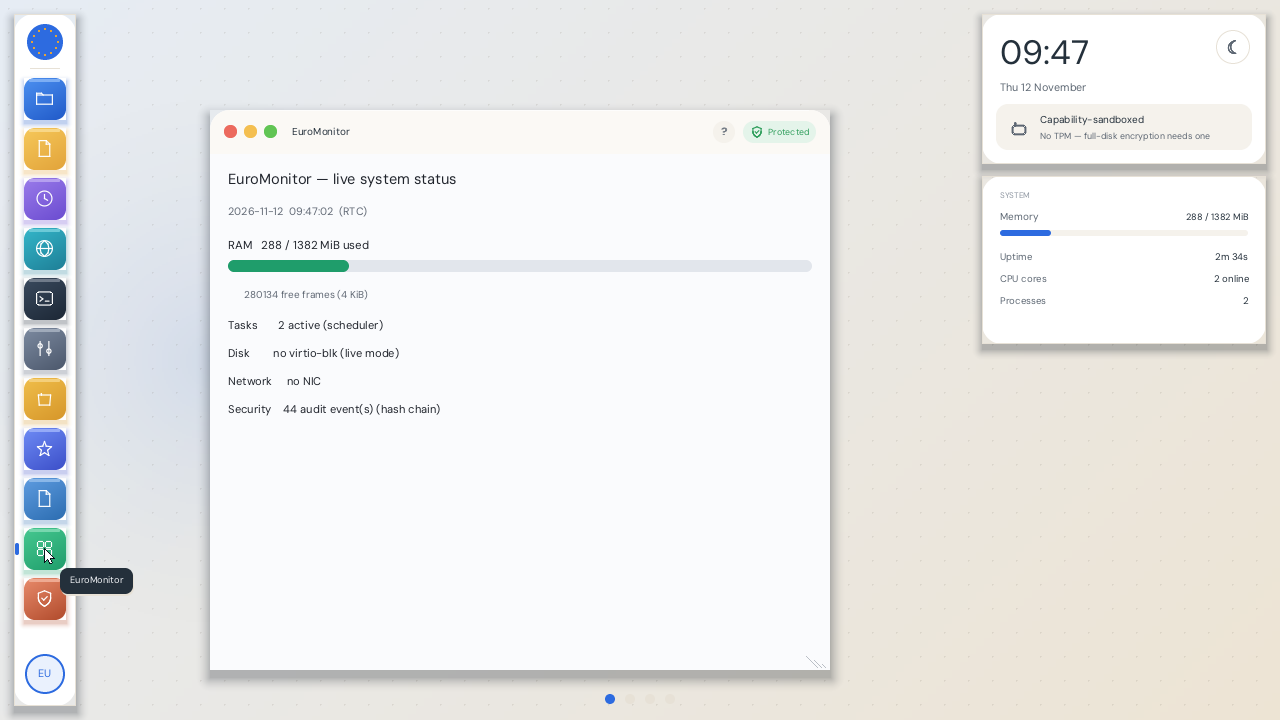 09:47
Thu 12 November
Capability-sandboxed
No TPM — full-disk encryption needs one
SYSTEM
Memory 288 / 1382 MiB
Uptime 2m 34s
CPU cores 2 online
Processes 2
EuroMonitor
?
Protected
EuroMonitor — live system status
2026-11-12 09:47:02 (RTC)
RAM 288 / 1382 MiB used
280134 free frames (4 KiB)
Tasks 2 active (scheduler)
Disk no virtio-blk (live mode)
Network no NIC
Security 44 audit event(s) (hash chain)
EuroMonitor
EU